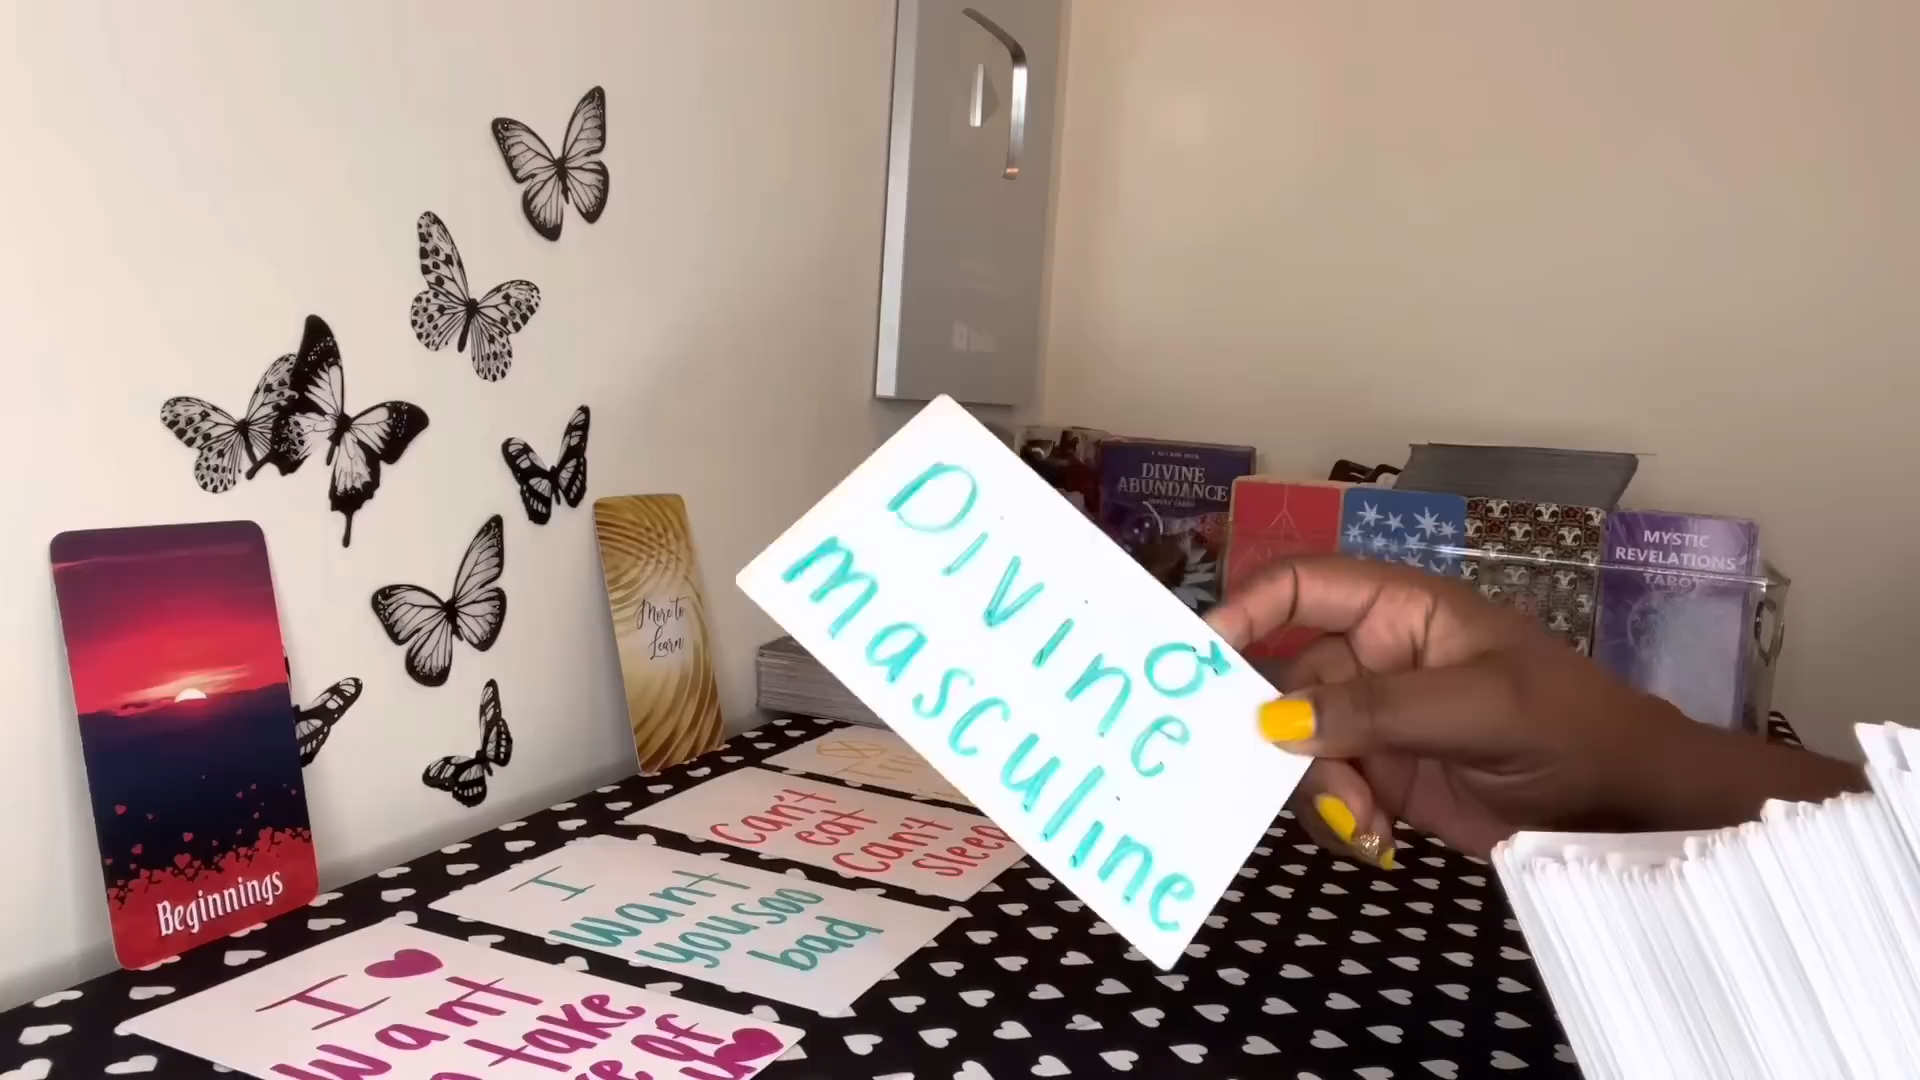 Divine
masculine
DIVINE
ABUNDANCE
MYSTIC
REVELATIONS
TAROT
More to
Learn
Beginnings
Can't
eat
Can't
sleep
I
want
you soo
bad
I
want
take
of